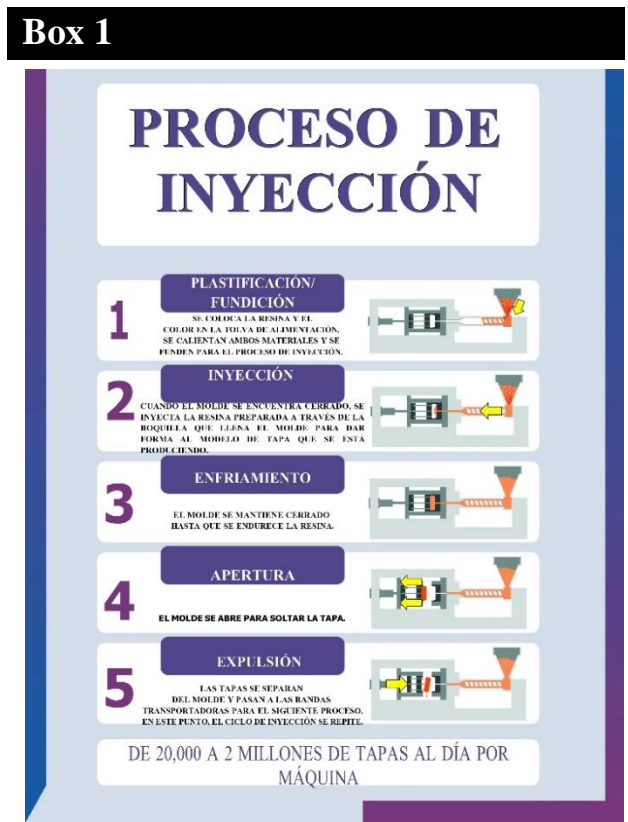 Box 1
PROCESO DE
INYECCIÓN
1
PLASTIFICACIÓN/
FUNDICIÓN
SE COLOCA LA RESINA Y EL
COLOR EN LA TOLVA DE ALIMENTACIÓN,
SE CALIENTAN AMBOS MATERIALES Y SE
FUNDEN PARA EL PROCESO DE INYECCIÓN.
2
INYECCIÓN
CUANDO EL MOLDE SE ENCUENTRA CERRADO, SE
INYECTA LA RESINA PREPARADA A TRAVÉS DE LA
BOQUILLA QUE LLENA EL MOLDE PARA DAR
FORMA AL MODELO DE TAPA QUE SE ESTÁ
PRODUCIENDO.
3
ENFRIAMIENTO
EL MOLDE SE MANTIENE CERRADO
HASTA QUE SE ENDURECE LA RESINA.
4
APERTURA
EL MOLDE SE ABRE PARA SOLTAR LA TAPA.
5
EXPULSIÓN
LAS TAPAS SE SEPARAN
DEL MOLDE Y PASAN A LAS BANDAS
TRANSPORTADORAS PARA EL SIGUIENTE PROCESO.
EN ESTE PUNTO, EL CICLO DE INYECCIÓN SE REPITE.
DE 20,000 A 2 MILLONES DE TAPAS AL DÍA POR
MÁQUINA